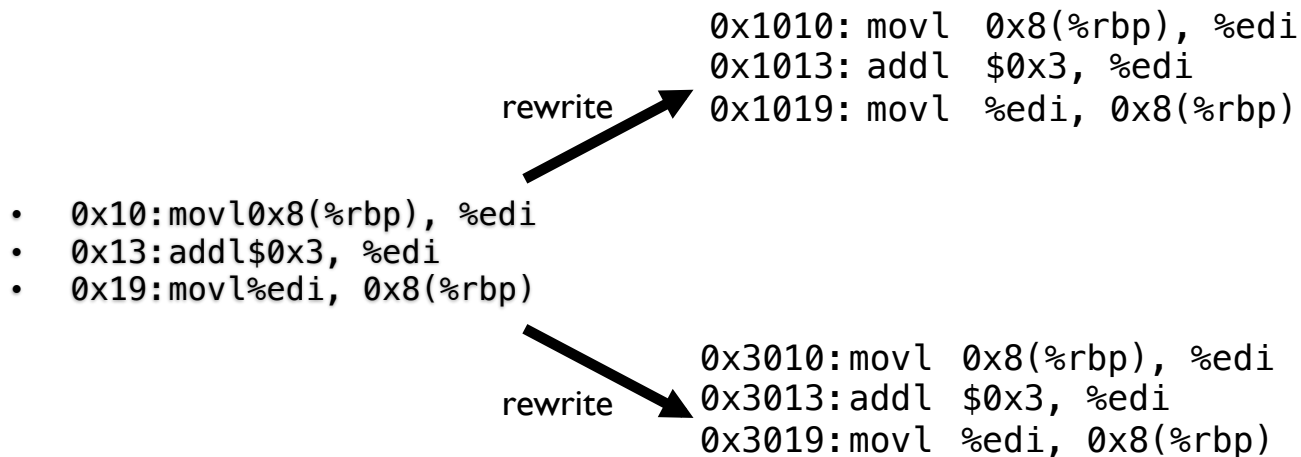 0x1010: movl 0x8(%rbp), %edi
0x1013: addl $0x3, %edi
rewrite
0x1019: movl %edi, 0x8(%rbp)
• 0x10:movl0x8(%rbp), %edi
• 0x13:addl$0x3, %edi
• 0x19:movl%edi, 0x8(%rbp)
0x3010:movl 0x8(%rbp), %edi
rewrite
0x3013:addl $0x3, %edi
0x3019:movl %edi, 0x8(%rbp)